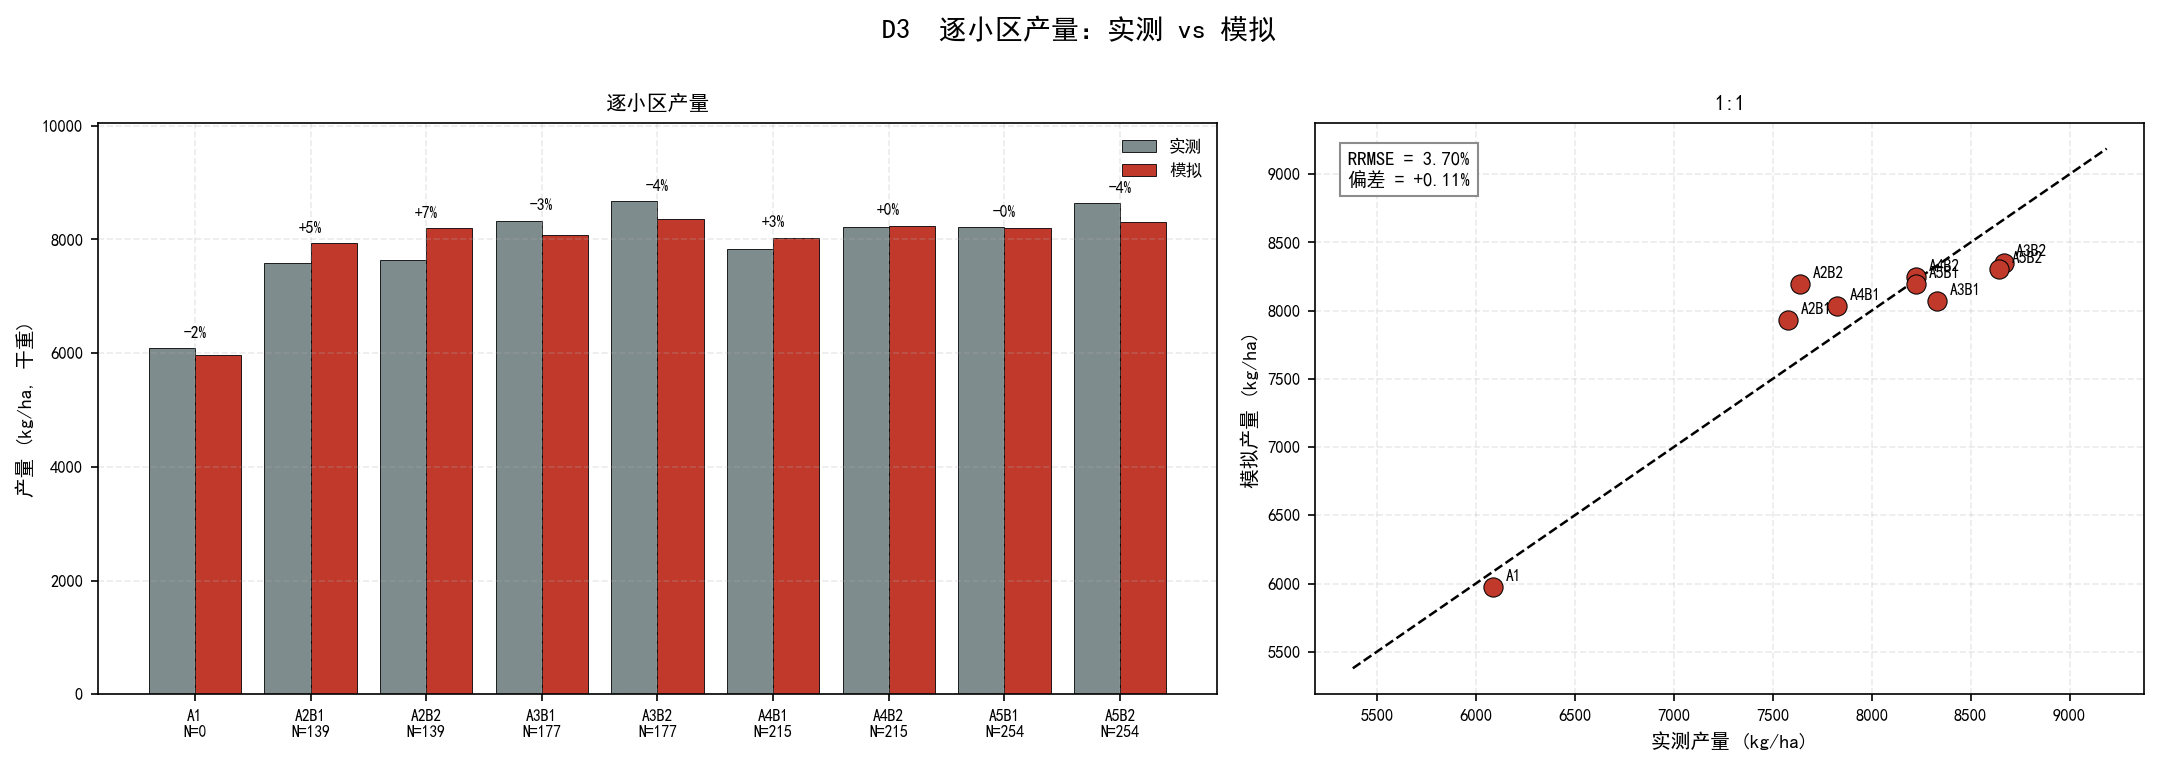 D3 逐小区产量：实测 vs 模拟
逐小区产量
产量 (kg/ha, 干重)
10000
8000
6000
4000
2000
0
实测
模拟
−2%
+5%
+7%
−3%
−4%
+3%
+0%
−0%
−4%
A1
N=0
A2B1
N=139
A2B2
N=139
A3B1
N=177
A3B2
N=177
A4B1
N=215
A4B2
N=215
A5B1
N=254
A5B2
N=254
1:1
RRMSE = 3.70%
偏差 = +0.11%
模拟产量 (kg/ha)
9000
8500
8000
7500
7000
6500
6000
5500
A3B2
A5B2
A4B2
A5B1
A2B2
A3B1
A4B1
A2B1
A1
5500
6000
6500
7000
7500
8000
8500
9000
实测产量 (kg/ha)